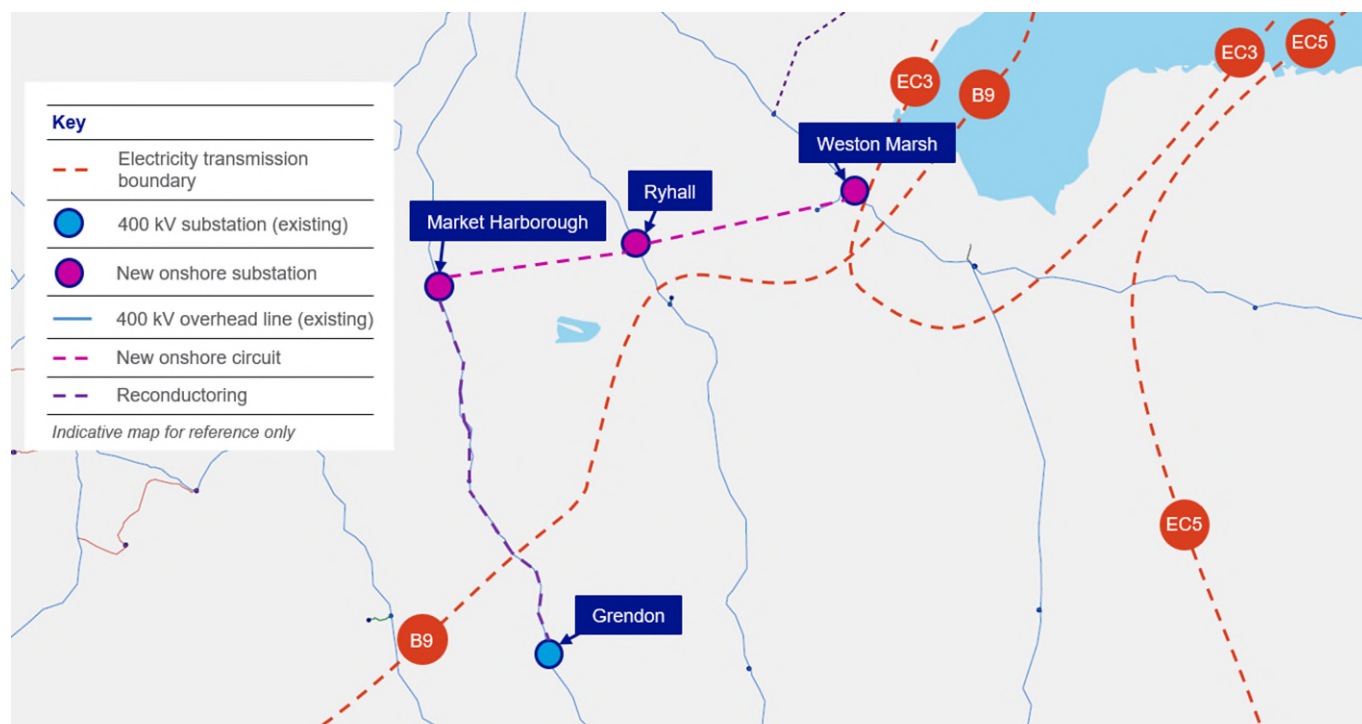 EC3
EC5
EC3
B9
Key
Electricity transmission
boundary
400 kV substation (existing)
New onshore substation
400 kV overhead line (existing)
New onshore circuit
Reconductoring
Indicative map for reference only
Weston Marsh
Ryhall
Market Harborough
EC5
Grendon
B9